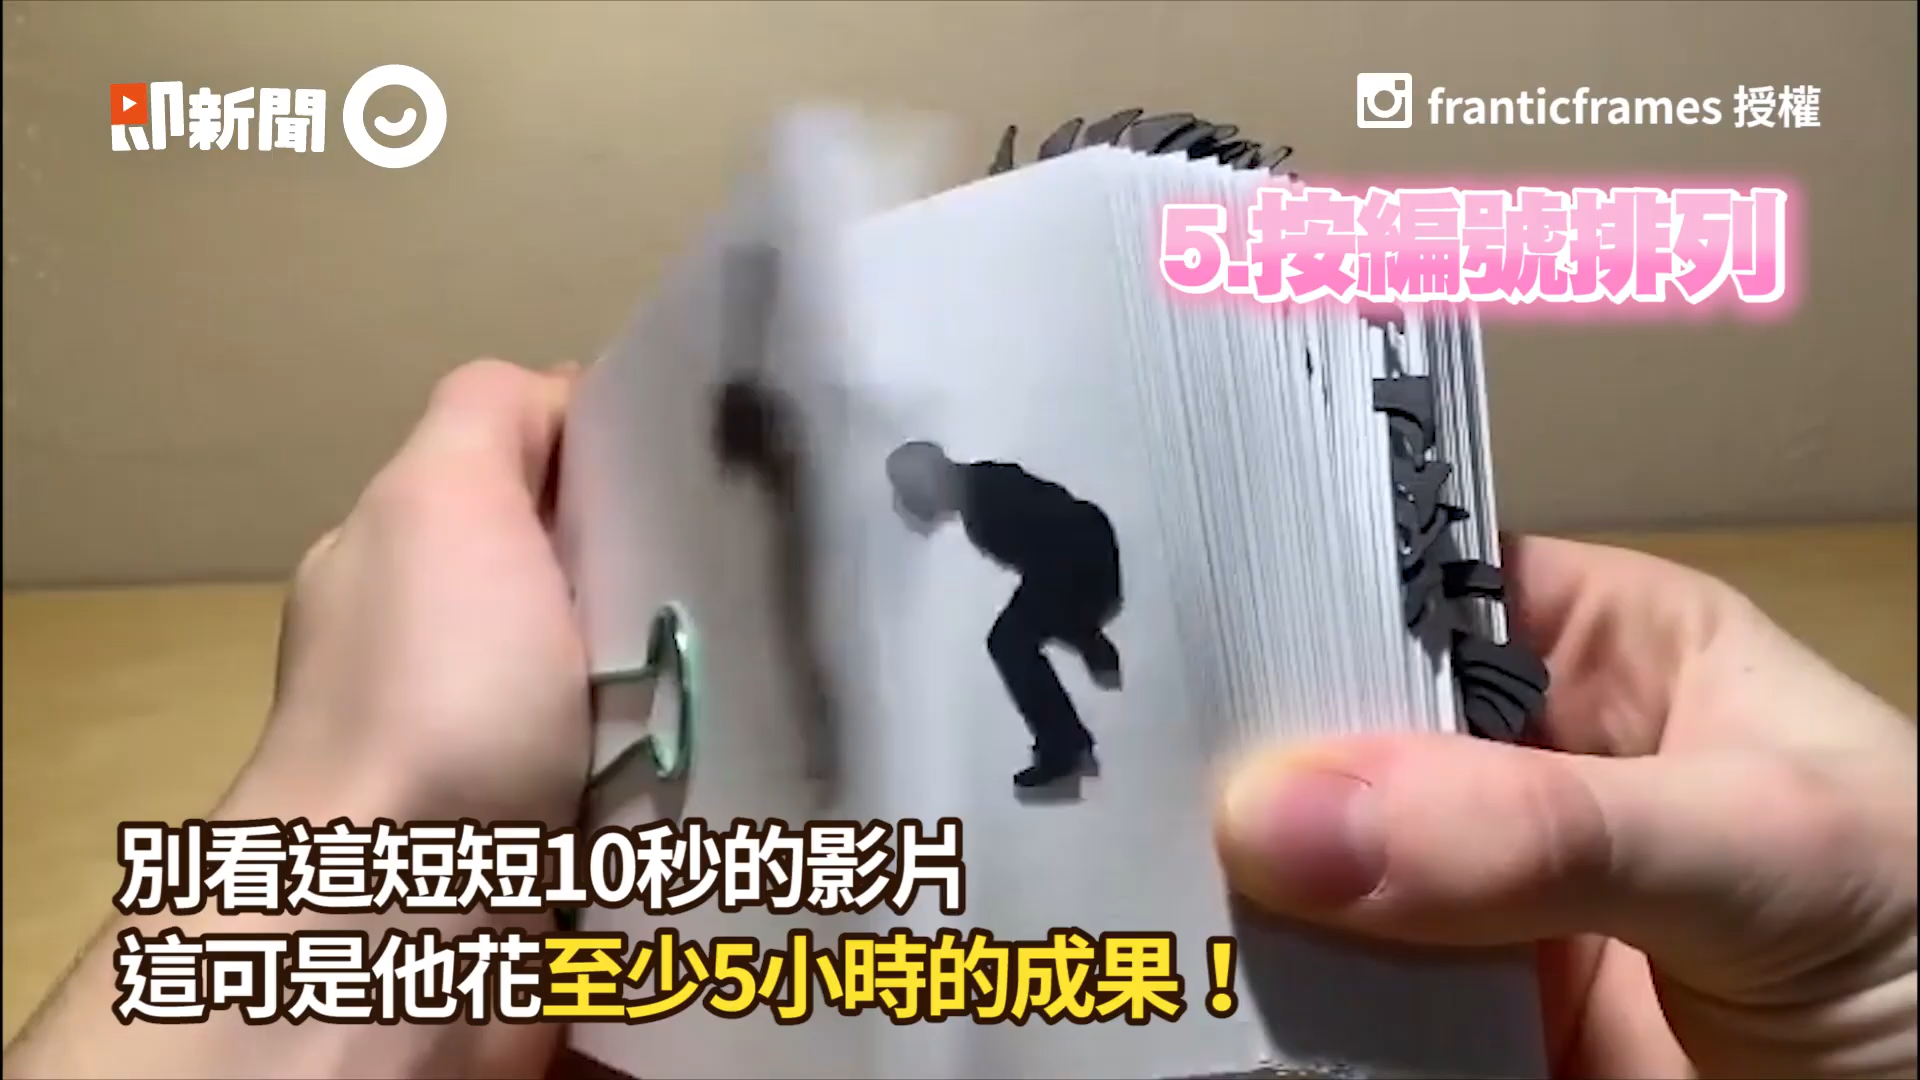 即新聞
franticframes 授權
5.按編號排列
別看這短短10秒的影片
這可是他花至少5小時的成果！